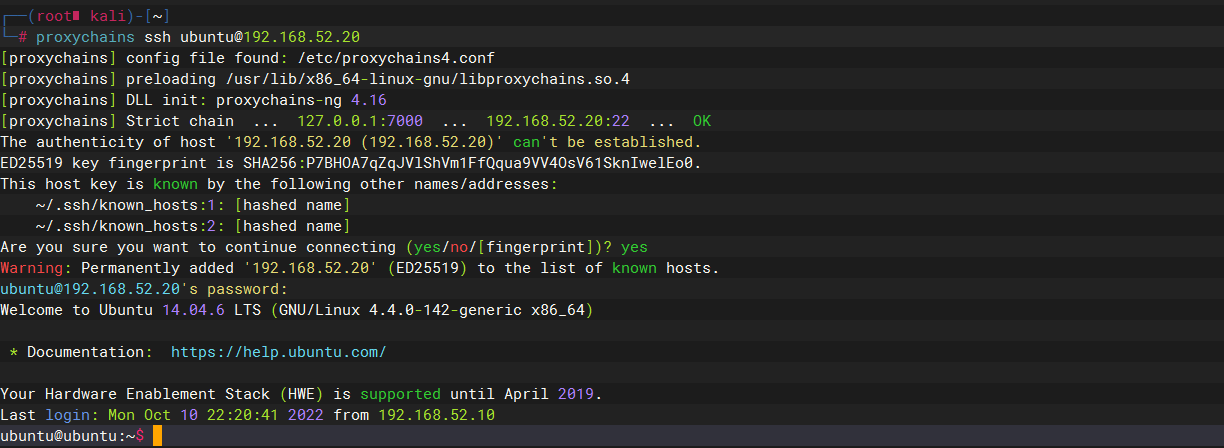 ┌──(root㉿ kali)-[~]
└─# proxychains ssh ubuntu@192.168.52.20
[proxychains] config file found: /etc/proxychains4.conf
[proxychains] preloading /usr/lib/x86_64-linux-gnu/libproxychains.so.4
[proxychains] DLL init: proxychains-ng 4.16
[proxychains] Strict chain  ...  127.0.0.1:7000  ...  192.168.52.20:22  ...  OK
The authenticity of host '192.168.52.20 (192.168.52.20)' can't be established.
ED25519 key fingerprint is SHA256:P7BHOA7qZqJVlShVm1FfQqua9VV4OsV61SknIwelEo0.
This host key is known by the following other names/addresses:
    ~/.ssh/known_hosts:1: [hashed name]
    ~/.ssh/known_hosts:2: [hashed name]
Are you sure you want to continue connecting (yes/no/[fingerprint])? yes
Warning: Permanently added '192.168.52.20' (ED25519) to the list of known hosts.
ubuntu@192.168.52.20's password:
Welcome to Ubuntu 14.04.6 LTS (GNU/Linux 4.4.0-142-generic x86_64)
 * Documentation:  https://help.ubuntu.com/
Your Hardware Enablement Stack (HWE) is supported until April 2019.
Last login: Mon Oct 10 22:20:41 2022 from 192.168.52.10
ubuntu@ubuntu:~$